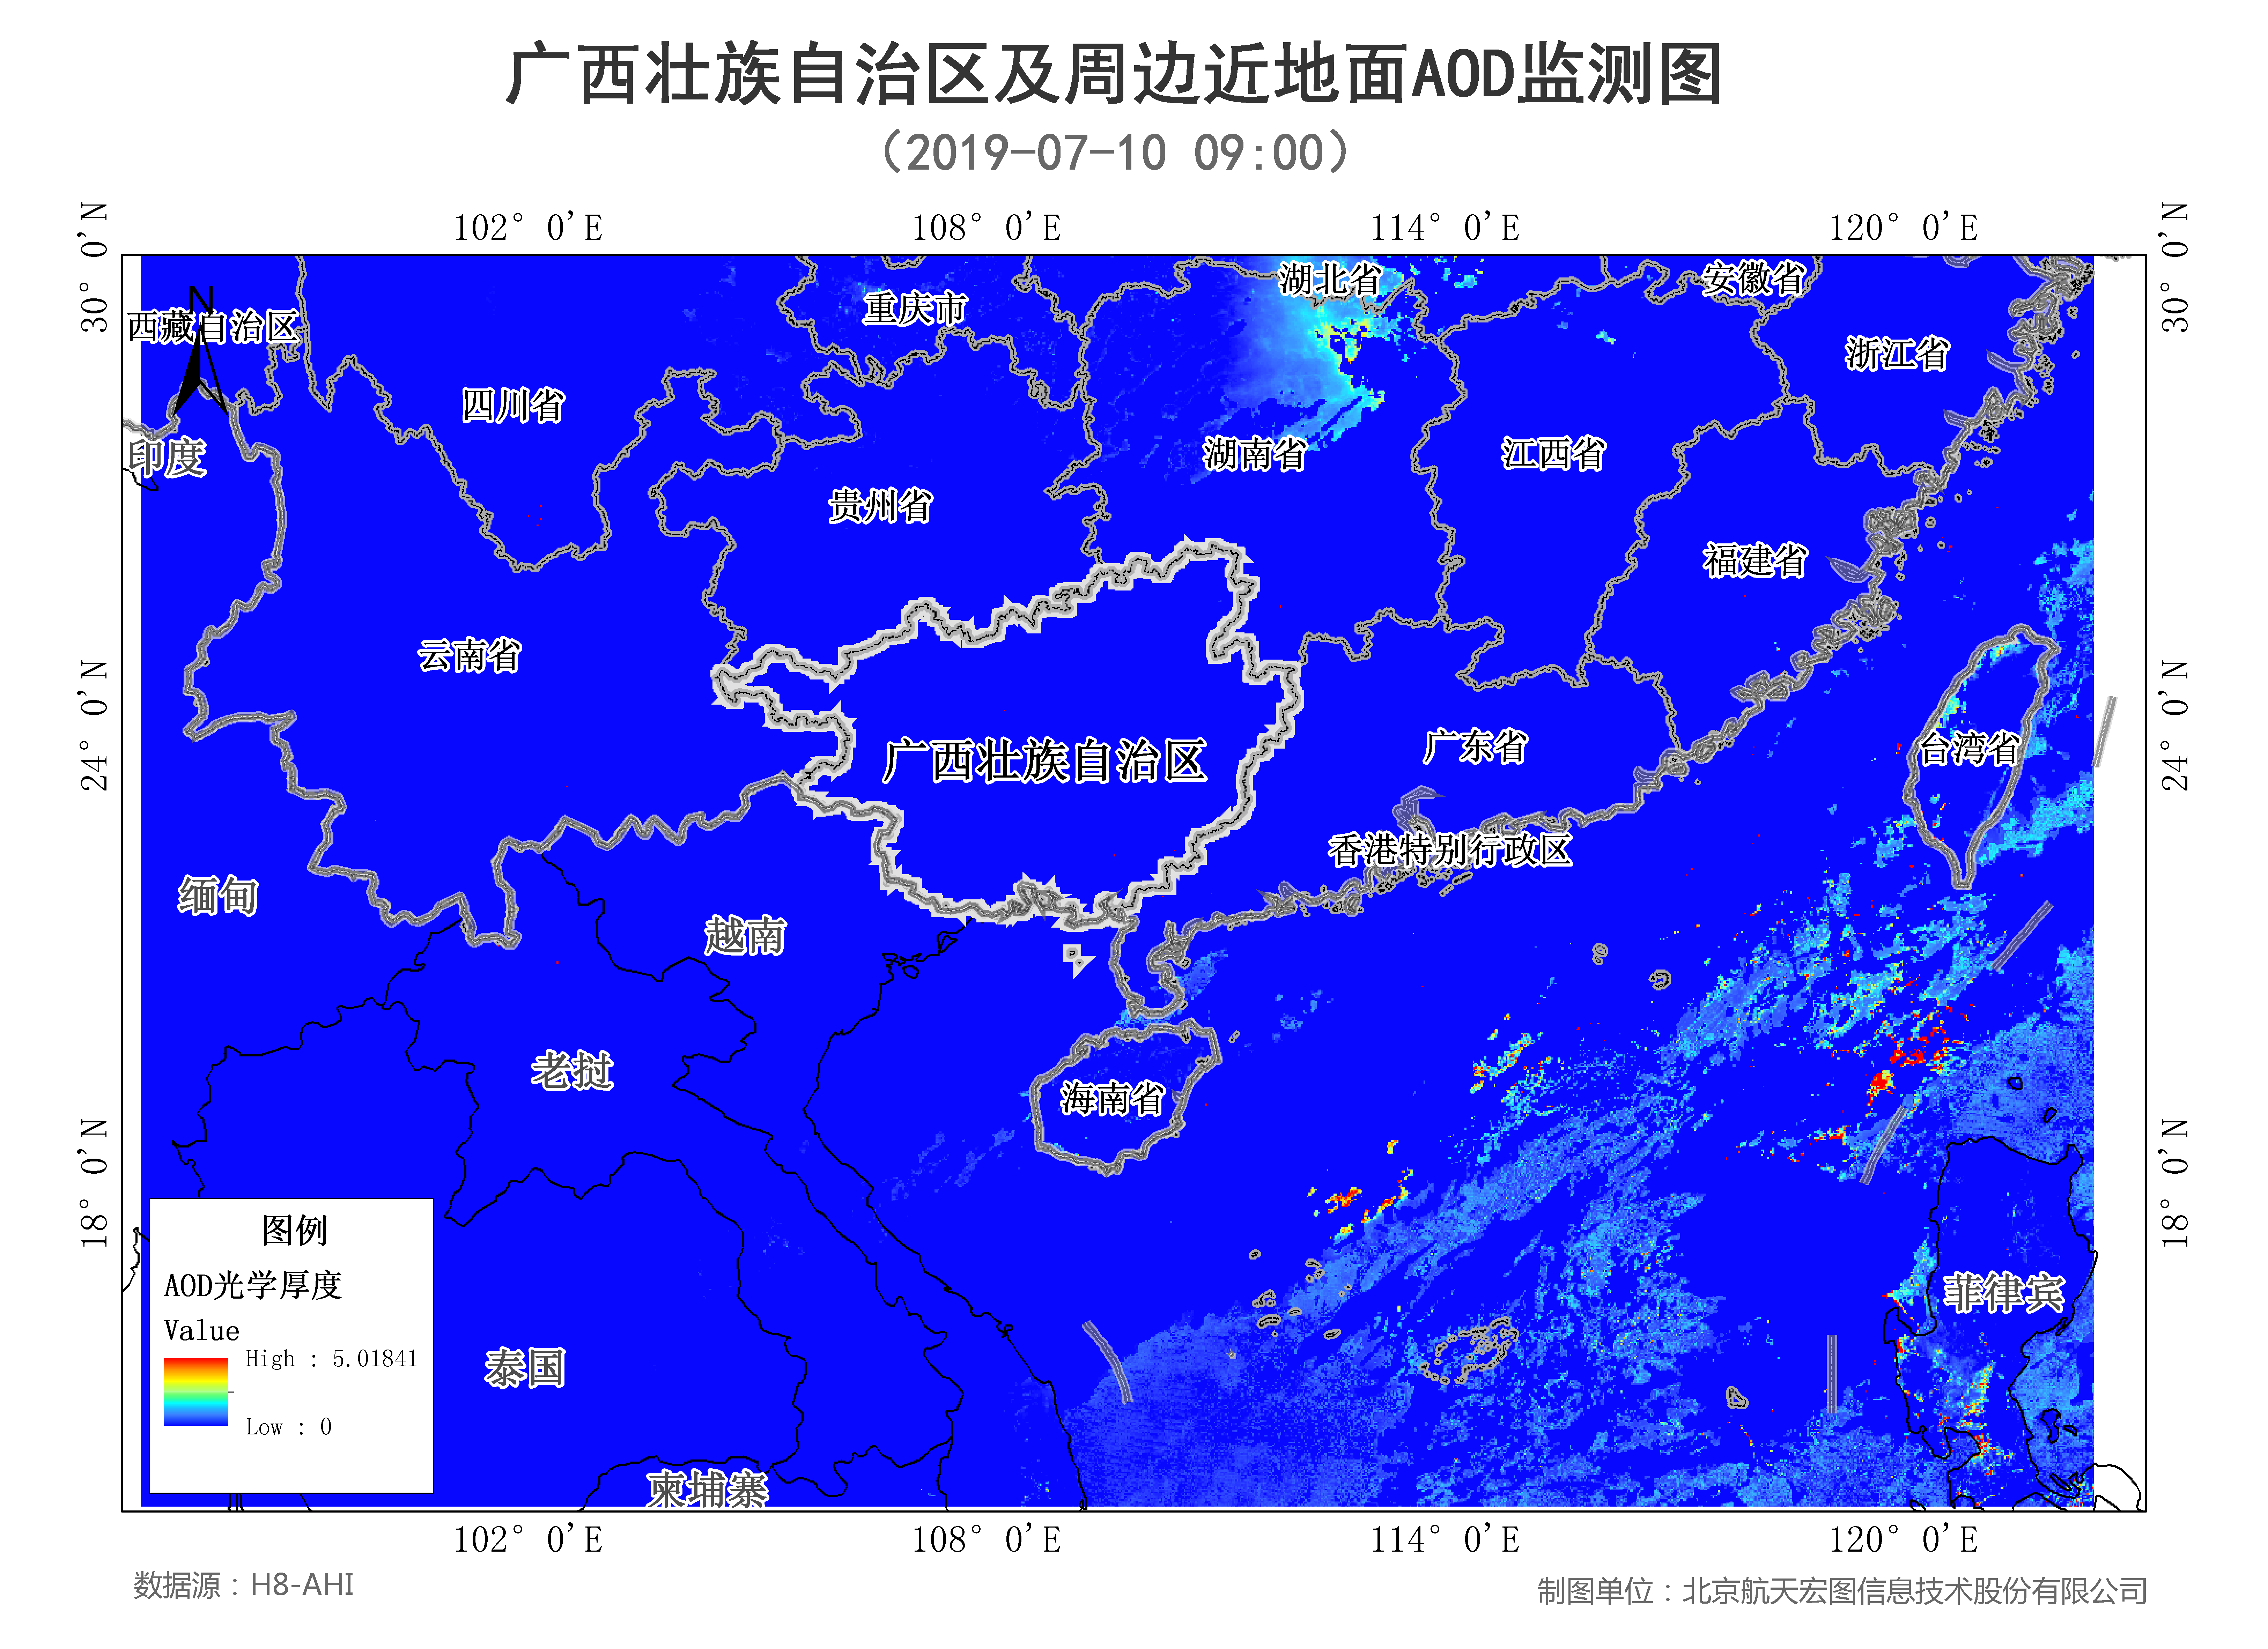 广西壮族自治区及周边近地面AOD监测图
（2019-07-10 09:00）
102° 0'E 108° 0'E 114° 0'E 120° 0'E
30° 0'N
30° 0'N
湖北省
安徽省
重庆市
西藏自治区
浙江省
四川省
印度
湖南省
江西省
贵州省
福建省
云南省
24° 0'N
24° 0'N
广西壮族自治区
广东省
台湾省
香港特别行政区
缅甸
越南
老挝
海南省
18° 0'N
18° 0'N
菲律宾
泰国
柬埔寨
N
图例
AOD光学厚度
Value
High : 5.01841
Low : 0
102° 0'E 108° 0'E 114° 0'E 120° 0'E
数据源：H8-AHI
制图单位：北京航天宏图信息技术股份有限公司